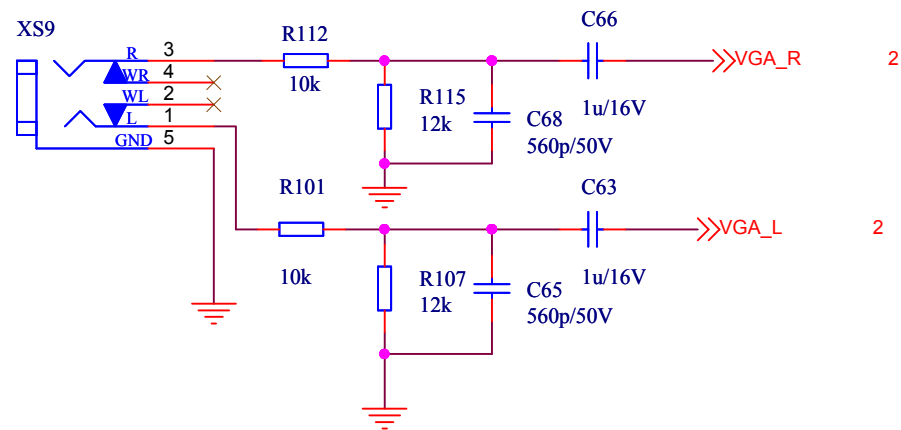 XS9
R 3
WR 4
WL 2
L 1
GND 5
R112
10k
R115
12k
C68
560p/50V
C66
1u/16V
VGA_R 2
R101
10k
R107
12k
C65
560p/50V
C63
1u/16V
VGA_L 2